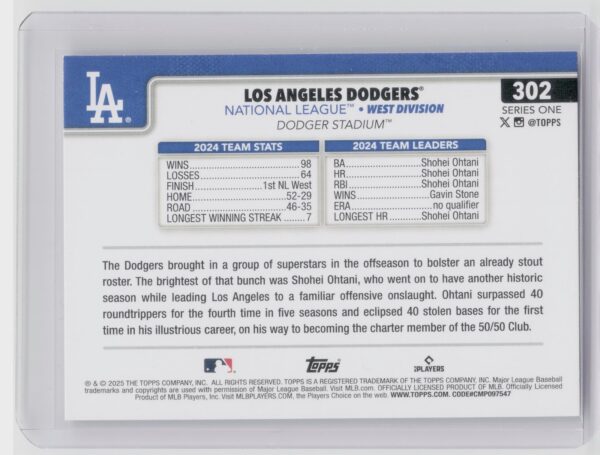 LA®
LOS ANGELES DODGERS®
NATIONAL LEAGUE™ • WEST DIVISION
DODGER STADIUM™
302
SERIES ONE
@TOPPS
2024 TEAM STATS
WINS 98
LOSSES 64
FINISH 1st NL West
HOME 52-29
ROAD 46-35
LONGEST WINNING STREAK 7
2024 TEAM LEADERS
BA Shohei Ohtani
HR Shohei Ohtani
RBI Shohei Ohtani
WINS Gavin Stone
ERA no qualifier
LONGEST HR Shohei Ohtani
The Dodgers brought in a group of superstars in the offseason to bolster an already stout
roster. The brightest of that bunch was Shohei Ohtani, who went on to have another historic
season while leading Los Angeles to a familiar offensive onslaught. Ohtani surpassed 40
roundtrippers for the fourth time in five seasons and eclipsed 40 stolen bases for the first
time in his illustrious career, on his way to becoming the charter member of the 50/50 Club.
topps
PLAYERS
® & © 2025 THE TOPPS COMPANY, INC. ALL RIGHTS RESERVED. TOPPS IS A REGISTERED TRADEMARK OF THE TOPPS COMPANY, INC. Major League Baseball
trademarks and copyrights are used with permission of Major League Baseball. Visit MLB.com. OFFICIALLY LICENSED PRODUCT OF MLB. Officially Licensed
Product of MLB Players, Inc. Visit MLBPLAYERS.COM, the Players Choice on the web. WWW.TOPPS.COM. CODE#CMP097547